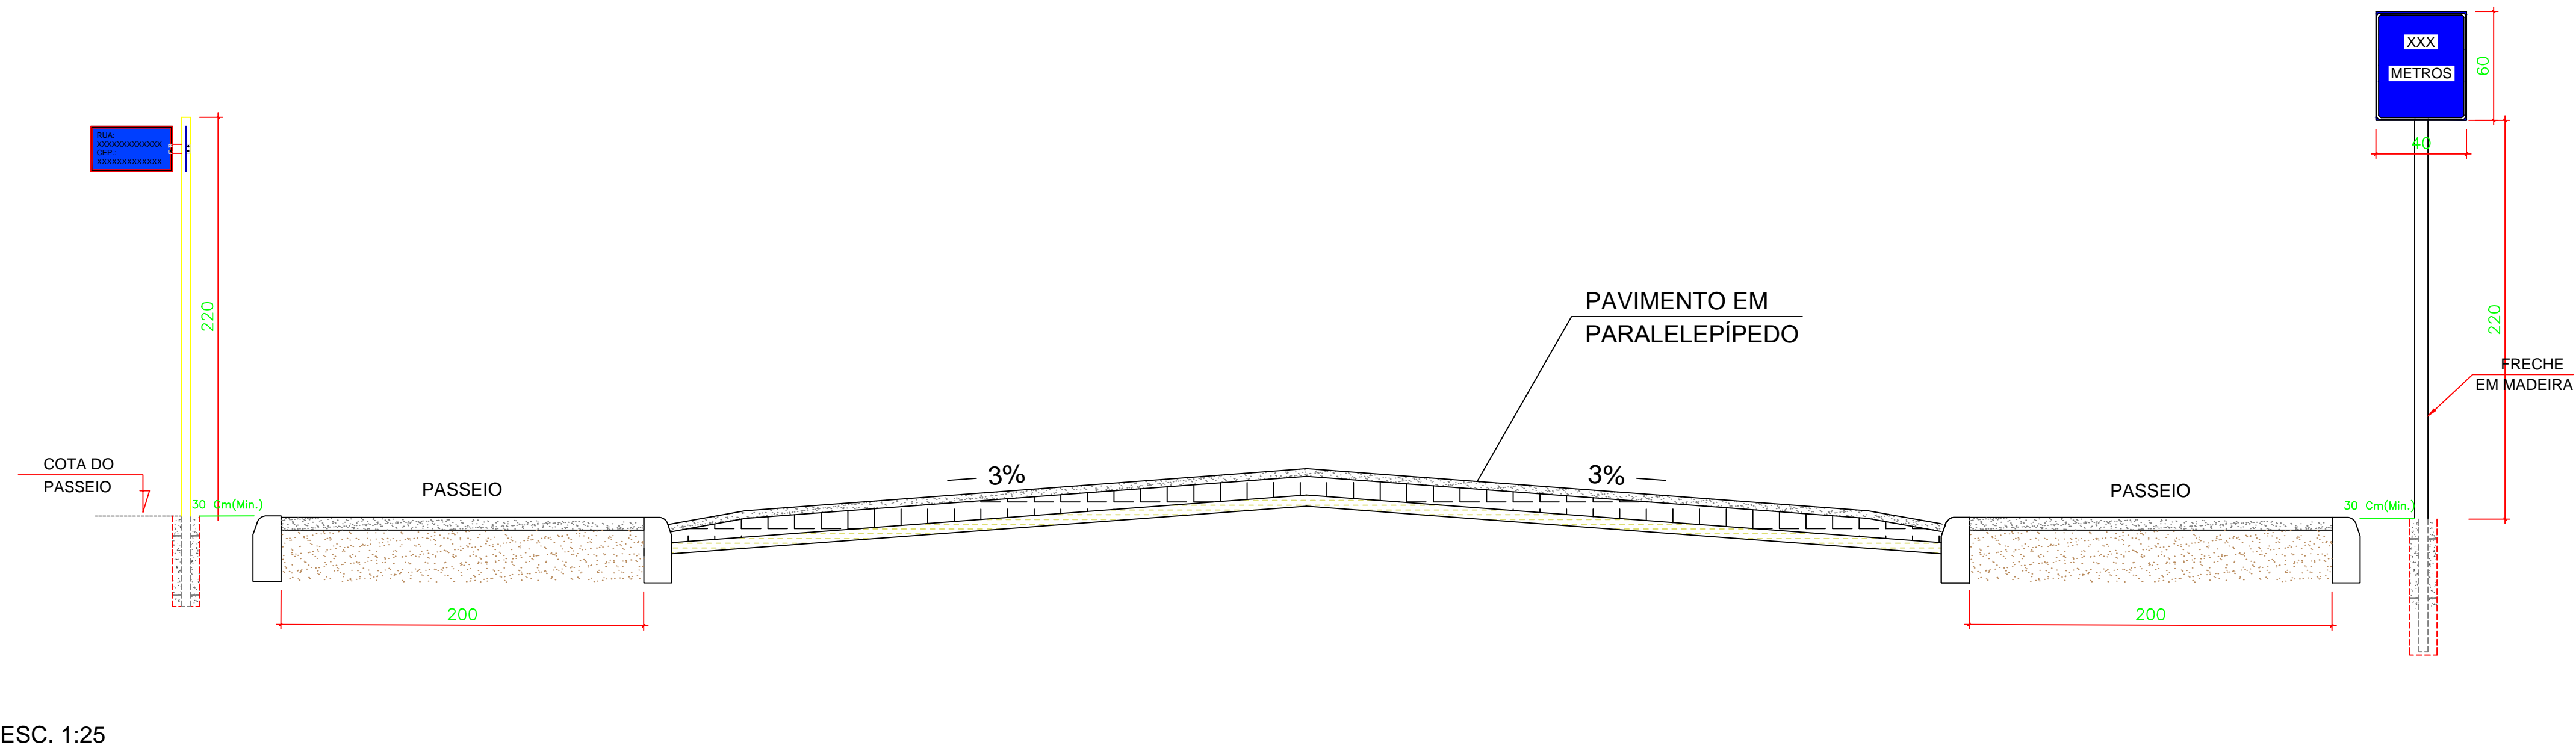 XXX
METROS
60
40
RUA:
XXXXXXXXXXXXX
CEP:
XXXXXXXXXXXXX
220
220
PAVIMENTO EM
PARALELEPÍPEDO
FRECHE
EM MADEIRA
COTA DO
PASSEIO
30 Cm(Min.)
PASSEIO
3%
3%
PASSEIO
30 Cm(Min.)
200
200
ESC. 1:25